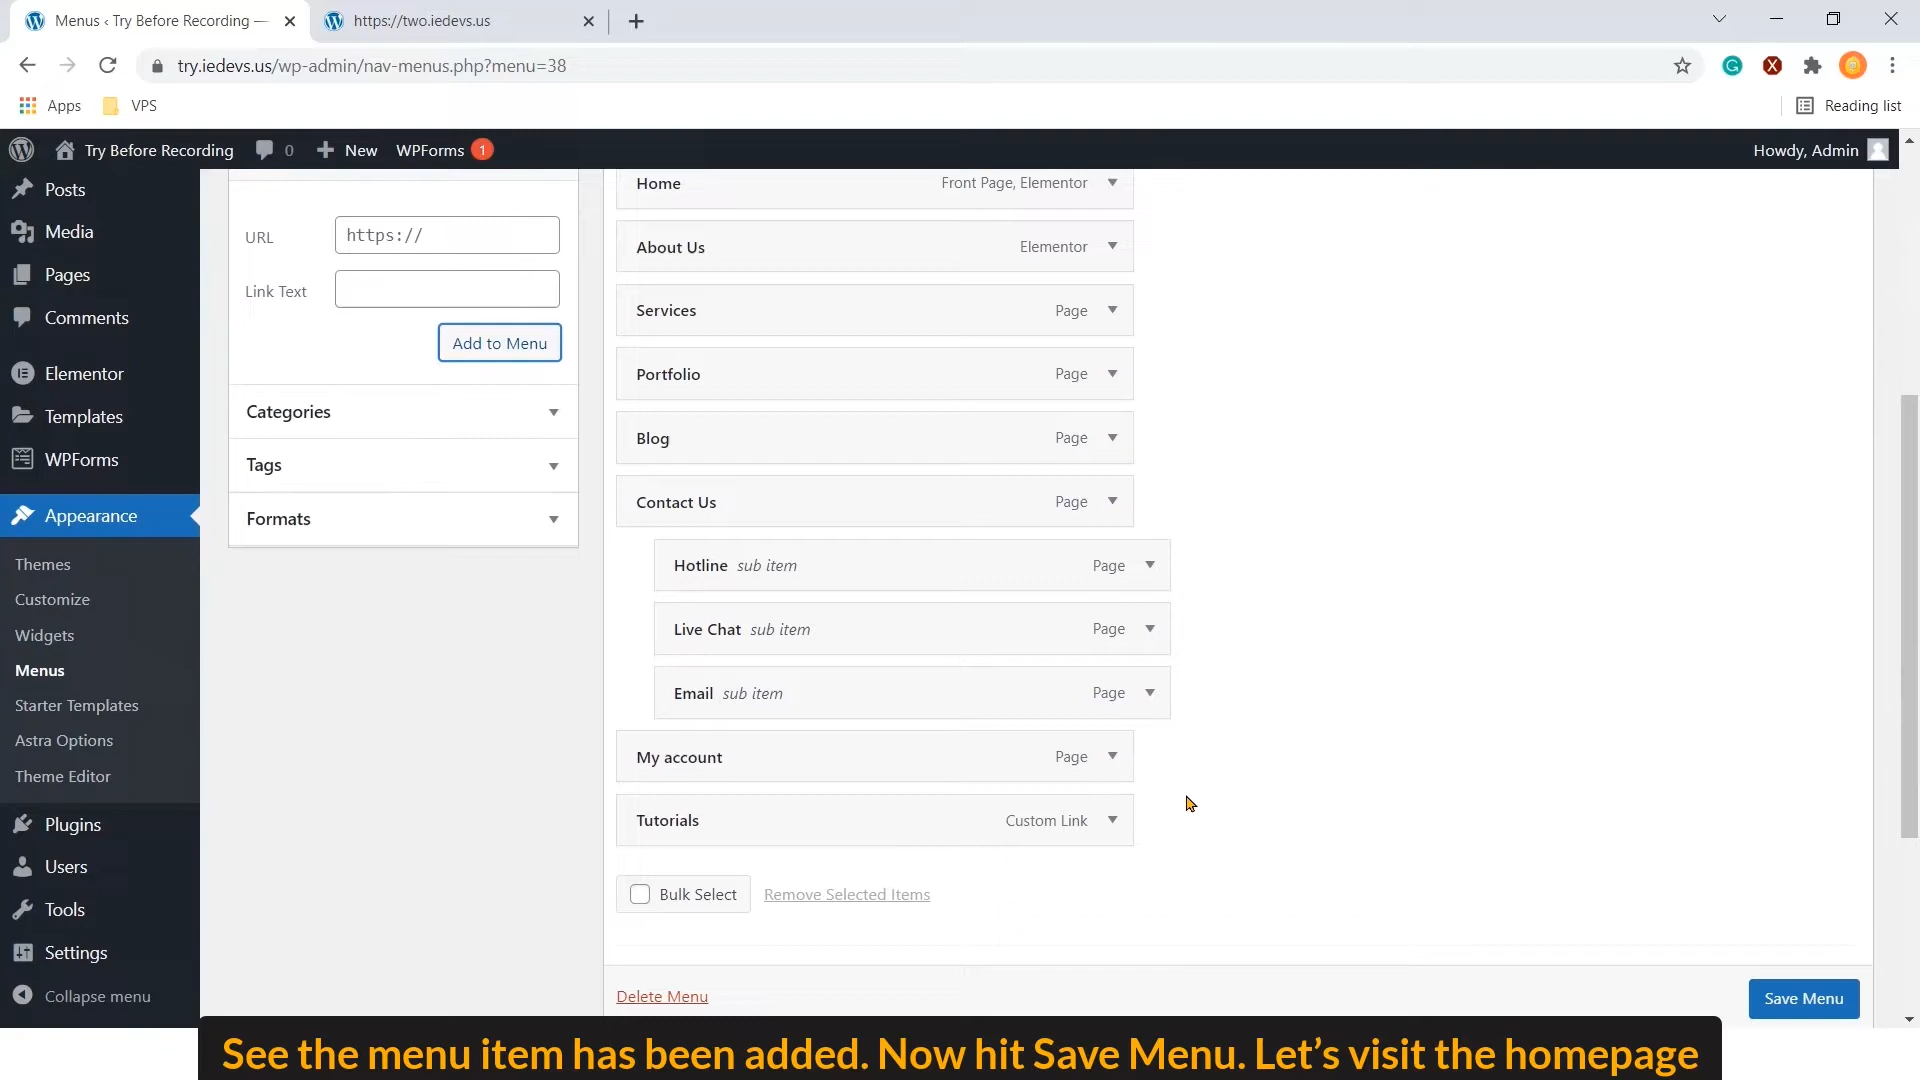 Menus ‹ Try Before Recording —
https://two.iedevs.us
try.iedevs.us/wp-admin/nav-menus.php?menu=38
Apps
VPS
Reading list
Try Before Recording
0
New
WPForms 1
Howdy, Admin
Posts
Media
Pages
Comments
Elementor
Templates
WPForms
Appearance
Themes
Customize
Widgets
Menus
Starter Templates
Astra Options
Theme Editor
Plugins
Users
Tools
Settings
Collapse menu
URL https://
Link Text
Add to Menu
Categories
Tags
Formats
Home Front Page, Elementor
About Us Elementor
Services Page
Portfolio Page
Blog Page
Contact Us Page
Hotline sub item Page
Live Chat sub item Page
Email sub item Page
My account Page
Tutorials Custom Link
Bulk Select Remove Selected Items
Delete Menu
Save Menu
See the menu item has been added. Now hit Save Menu. Let’s visit the homepage